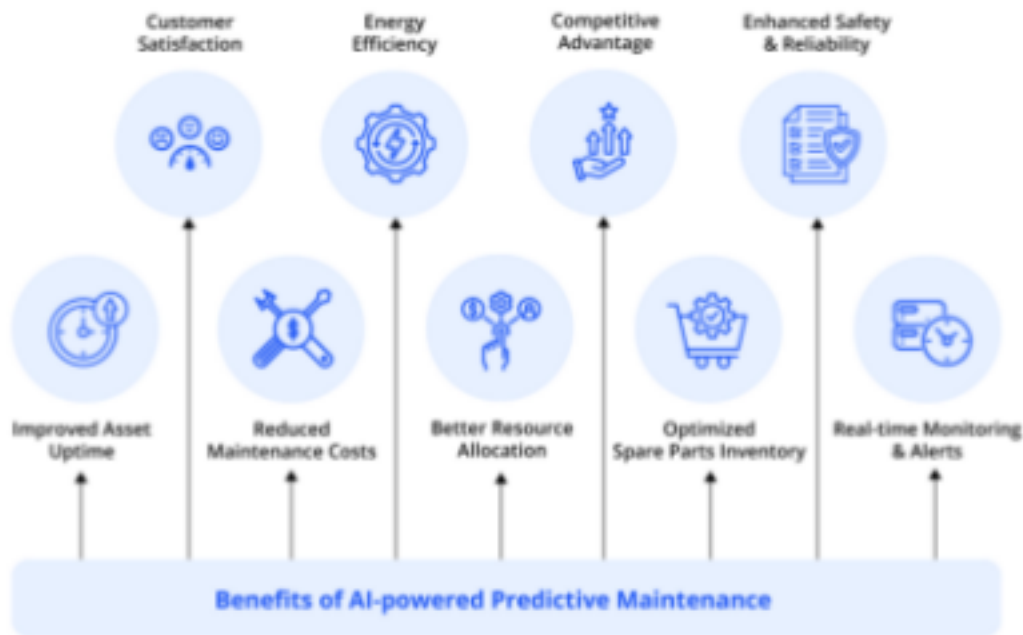 Customer
Satisfaction
Energy
Efficiency
Competitive
Advantage
Enhanced Safety
& Reliability
Improved Asset
Uptime
Reduced
Maintenance Costs
Better Resource
Allocation
Optimized
Spare Parts Inventory
Real-time Monitoring
& Alerts
Benefits of AI-powered Predictive Maintenance